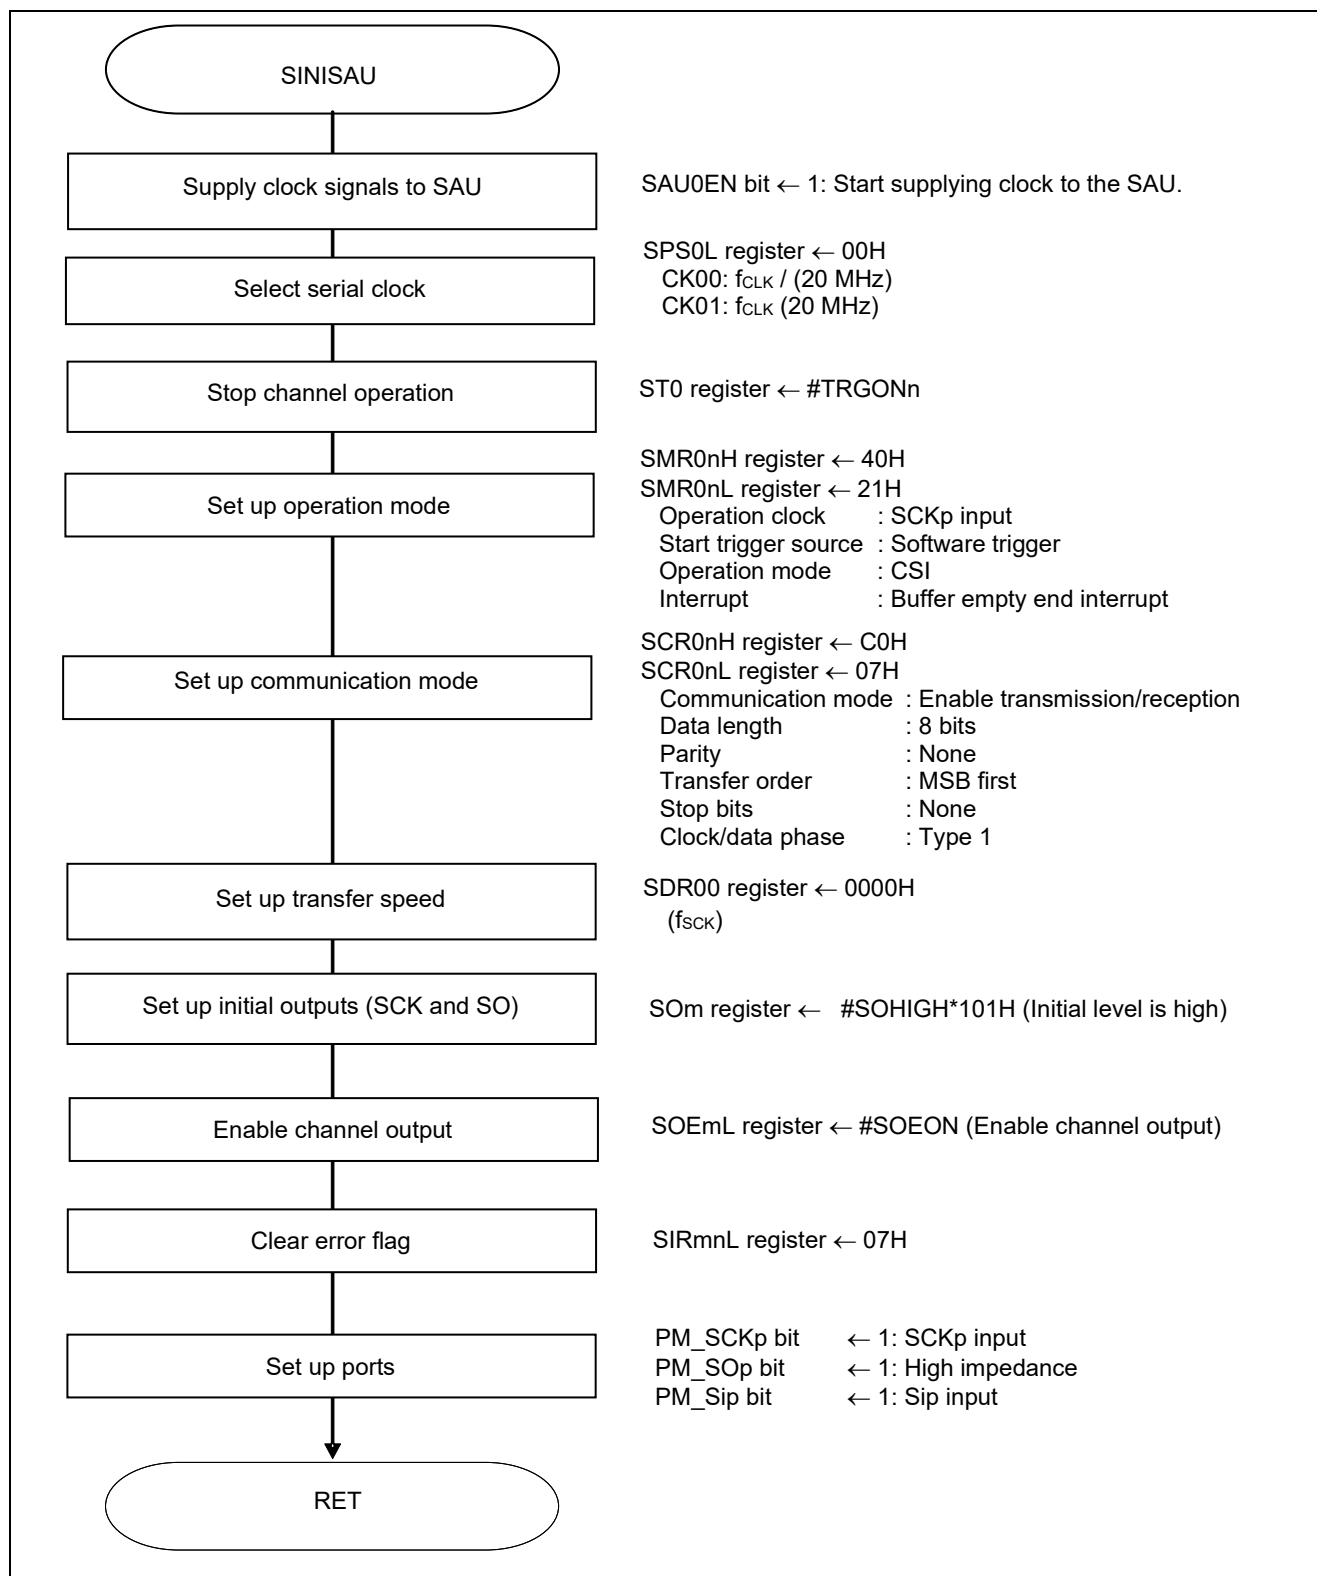 SINISAU
Supply clock signals to SAU
SAU0EN bit ← 1: Start supplying clock to the SAU.
Select serial clock
SPS0L register ← 00H
CK00: fCLK / (20 MHz)
CK01: fCLK (20 MHz)
Stop channel operation
ST0 register ← #TRGONn
Set up operation mode
SMR0nH register ← 40H
SMR0nL register ← 21H
Operation clock : SCKp input
Start trigger source : Software trigger
Operation mode : CSI
Interrupt : Buffer empty end interrupt
Set up communication mode
SCR0nH register ← C0H
SCR0nL register ← 07H
Communication mode : Enable transmission/reception
Data length : 8 bits
Parity : None
Transfer order : MSB first
Stop bits : None
Clock/data phase : Type 1
Set up transfer speed
SDR00 register ← 0000H
(fSCK)
Set up initial outputs (SCK and SO)
SOm register ← #SOHIGH*101H (Initial level is high)
Enable channel output
SOEmL register ← #SOEON (Enable channel output)
Clear error flag
SIRmnL register ← 07H
Set up ports
PM_SCKp bit ← 1: SCKp input
PM_SOp bit ← 1: High impedance
PM_Sip bit ← 1: Sip input
RET